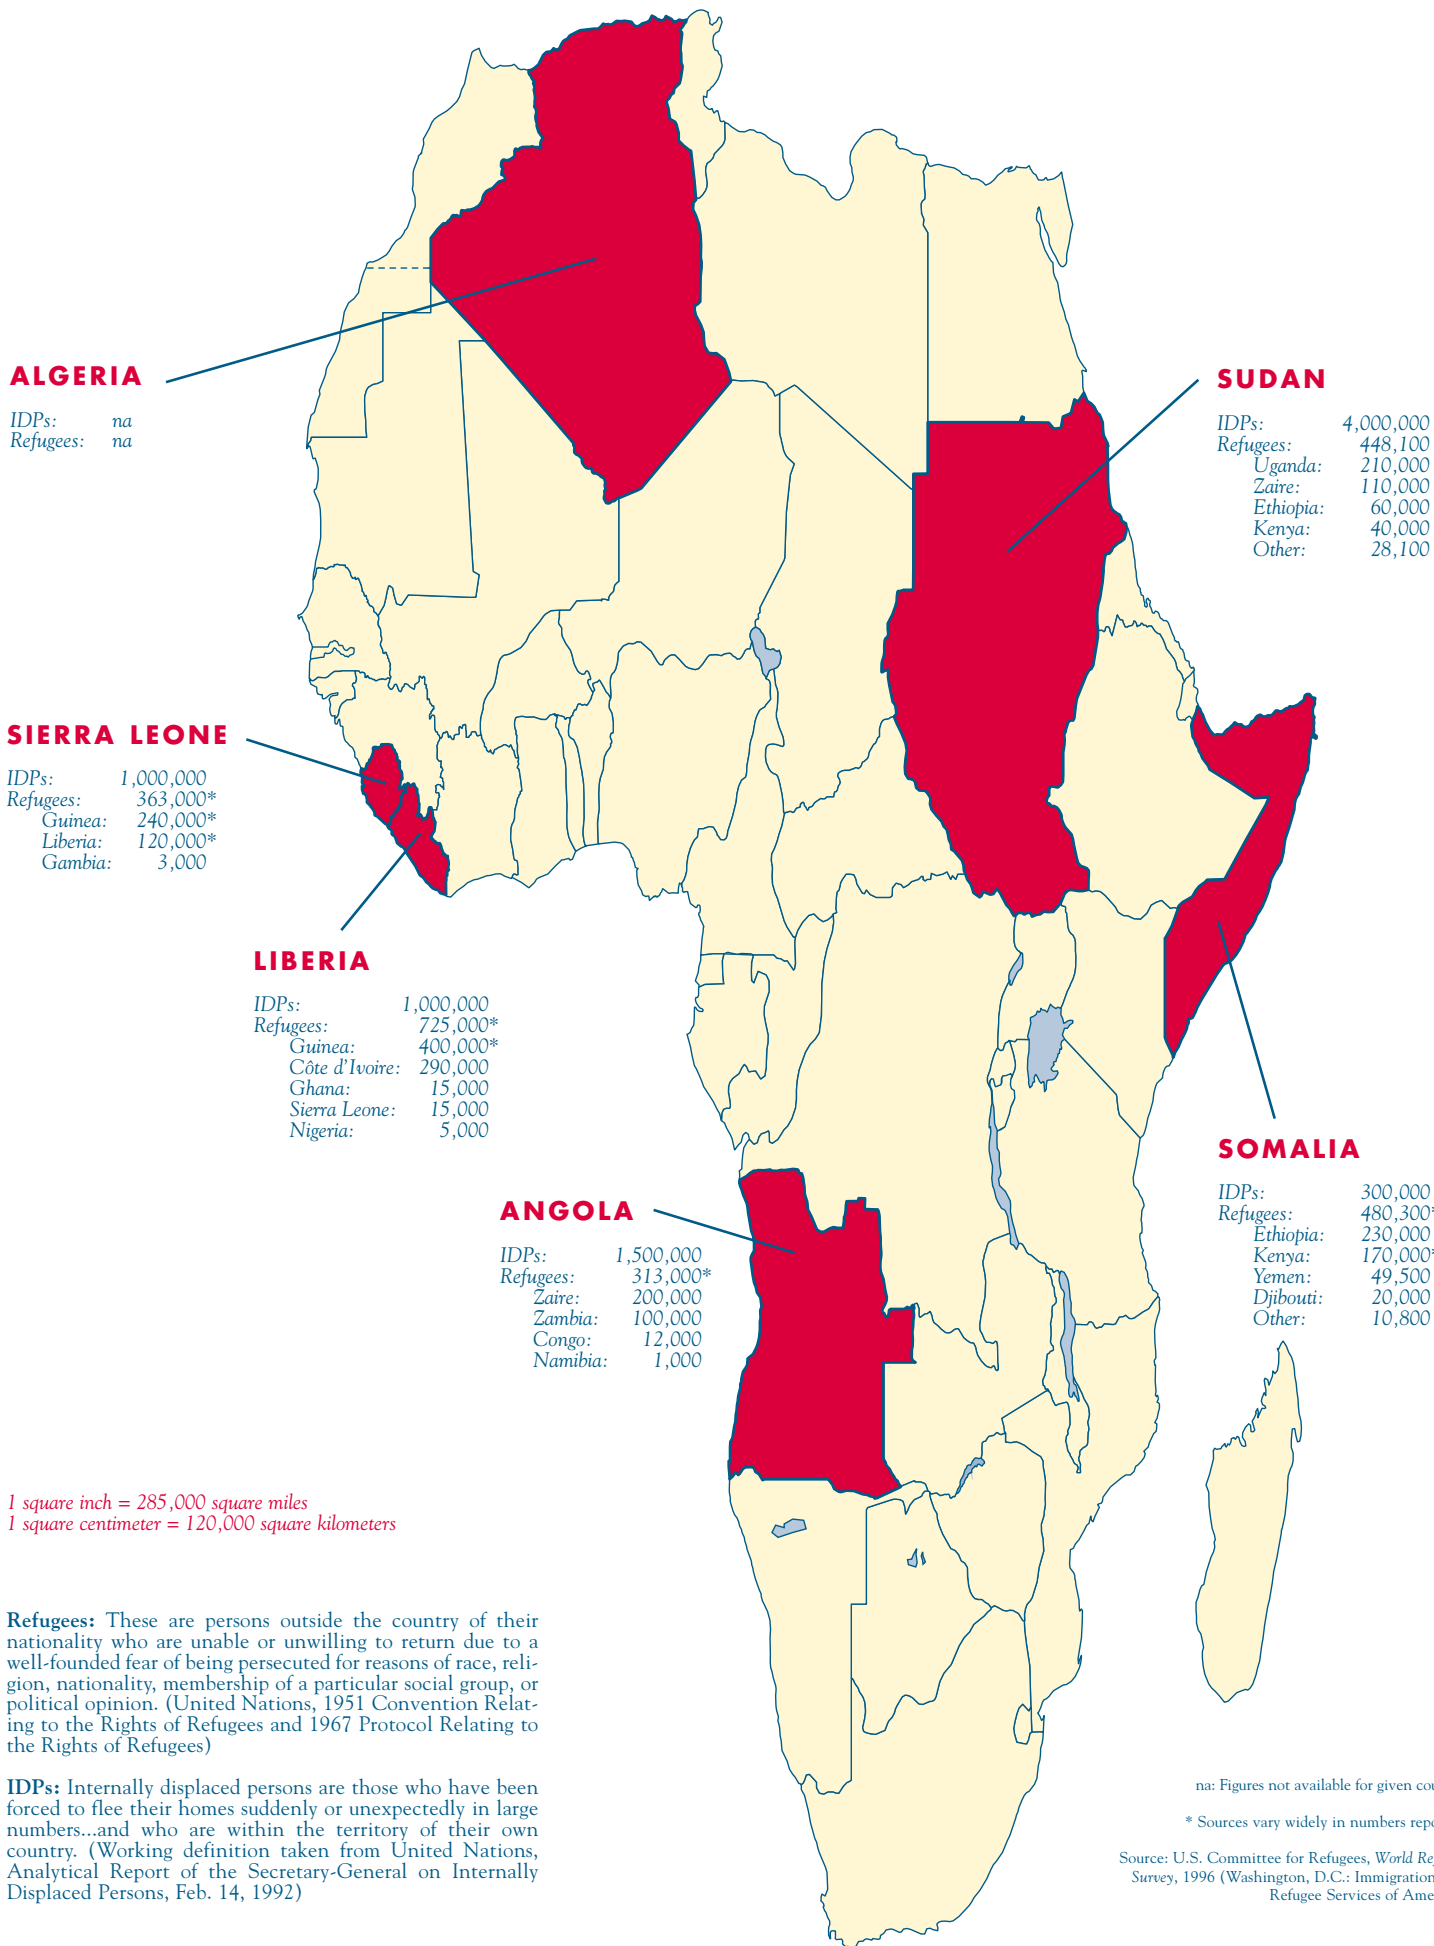 ALGERIA
IDPs: na
Refugees: na
SUDAN
IDPs: 4,000,000
Refugees: 448,100
Uganda: 210,000
Zaire: 110,000
Ethiopia: 60,000
Kenya: 40,000
Other: 28,100
SIERRA LEONE
IDPs: 1,000,000
Refugees: 363,000*
Guinea: 240,000*
Liberia: 120,000*
Gambia: 3,000
LIBERIA
IDPs: 1,000,000
Refugees: 725,000*
Guinea: 400,000*
Côte d'Ivoire: 290,000
Ghana: 15,000
Sierra Leone: 15,000
Nigeria: 5,000
SOMALIA
IDPs: 300,000
Refugees: 480,300*
Ethiopia: 230,000
Kenya: 170,000*
Yemen: 49,500
Djibouti: 20,000
Other: 10,800
ANGOLA
IDPs: 1,500,000
Refugees: 313,000*
Zaire: 200,000
Zambia: 100,000
Congo: 12,000
Namibia: 1,000
1 square inch = 285,000 square miles
1 square centimeter = 120,000 square kilometers
Refugees: These are persons outside the country of their
nationality who are unable or unwilling to return due to a
well-founded fear of being persecuted for reasons of race, reli-
gion, nationality, membership of a particular social group, or
political opinion. (United Nations, 1951 Convention Relat-
ing to the Rights of Refugees and 1967 Protocol Relating to
the Rights of Refugees)
IDPs: Internally displaced persons are those who have been
forced to flee their homes suddenly or unexpectedly in large
numbers...and who are within the territory of their own
country. (Working definition taken from United Nations,
Analytical Report of the Secretary-General on Internally
Displaced Persons, Feb. 14, 1992)
na: Figures not available for given
* Sources vary widely in numbers
Source: U.S. Committee for Refugees, World
Survey, 1996 (Washington, D.C.: Immigration
Refugee Services of